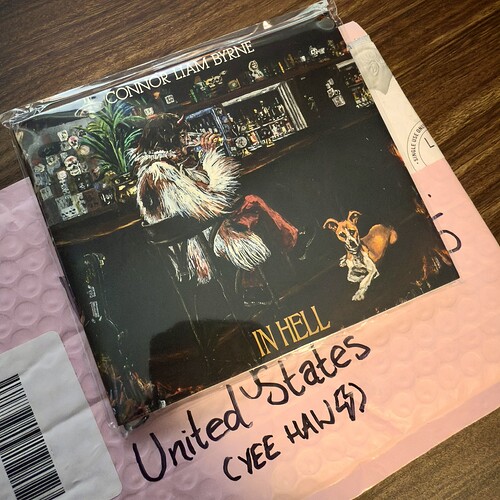 CONNOR LIAM BYRNE
IN HELL
United States
(YEE HAW)